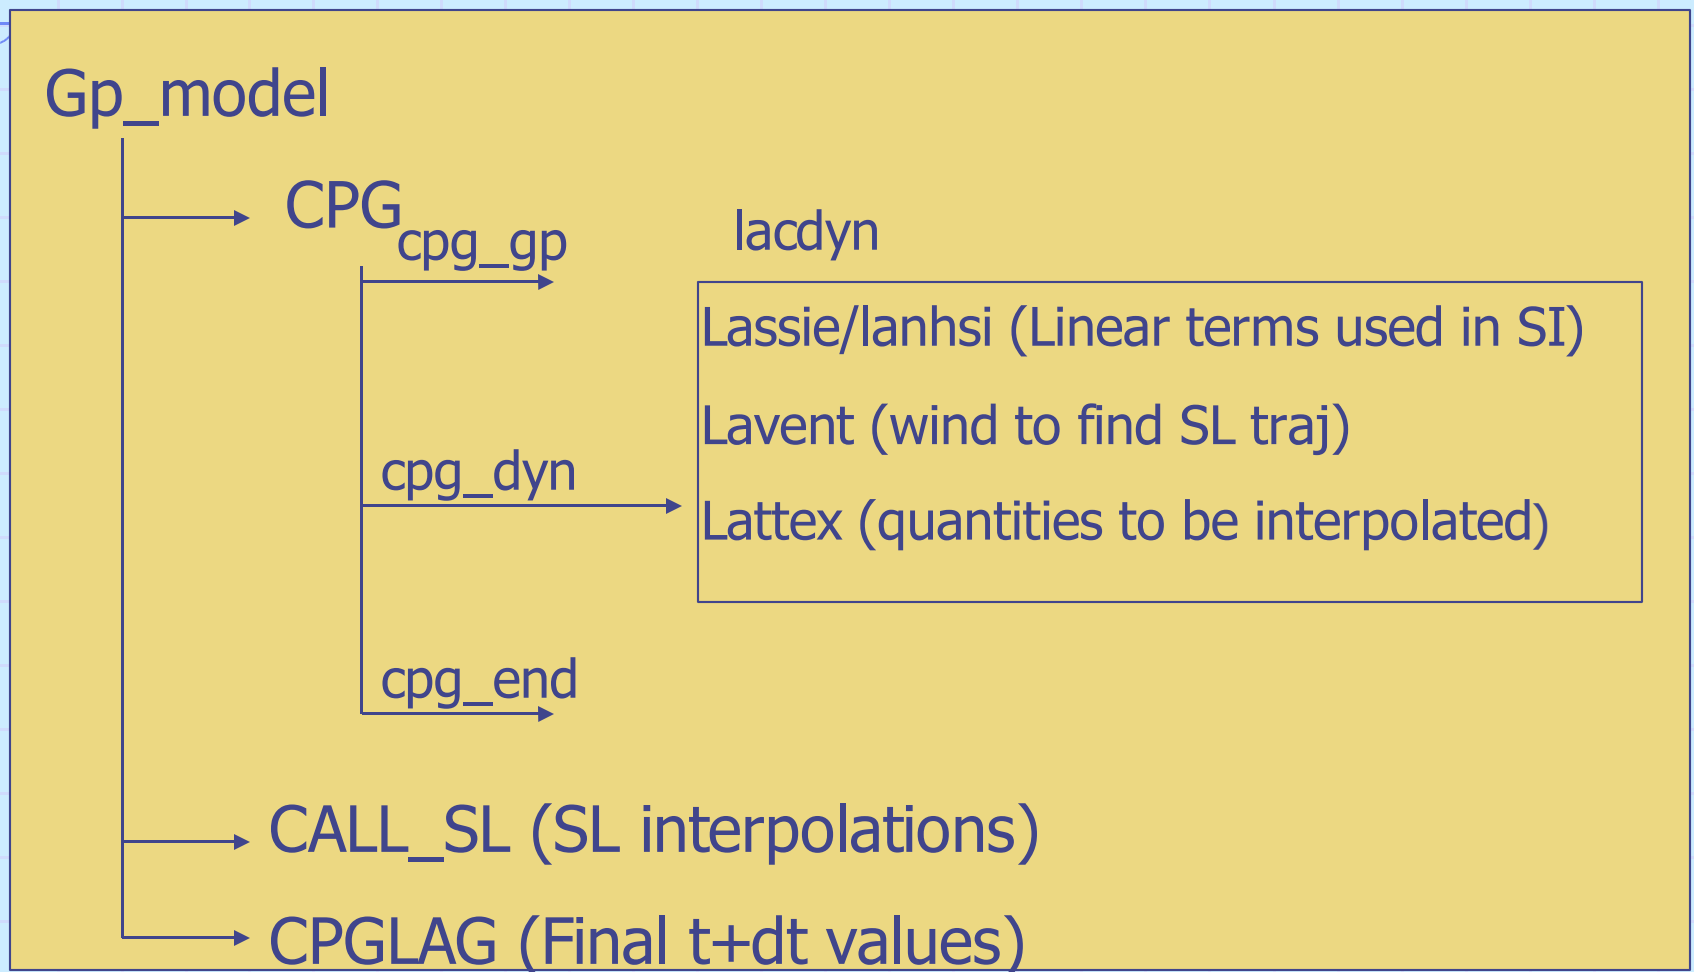 Gp_model
CPG
cpg_gp
lacdyn
Lassie/lanhsi (Linear terms used in SI)
Lavent (wind to find SL traj)
cpg_dyn
Lattex (quantities to be interpolated)
cpg_end
CALL_SL (SL interpolations)
CPGLAG (Final t+dt values)